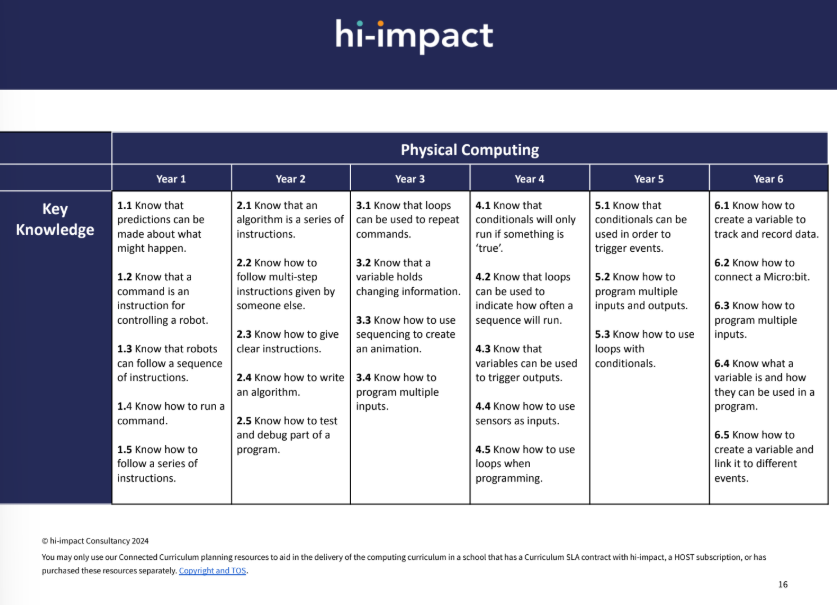 hi-impact
Physical Computing
Year 1
Year 2
Year 3
Year 4
Year 5
Year 6
Key
Knowledge
1.1 Know that
predictions can be
made about what
might happen.
1.2 Know that a
command is an
instruction for
controlling a robot.
1.3 Know that robots
can follow a sequence
of instructions.
1.4 Know how to run a
command.
1.5 Know how to
follow a series of
instructions.
2.1 Know that an
algorithm is a series of
instructions.
2.2 Know how to
follow multi-step
instructions given by
someone else.
2.3 Know how to give
clear instructions.
2.4 Know how to write
an algorithm.
2.5 Know how to test
and debug part of a
program.
3.1 Know that loops
can be used to repeat
commands.
3.2 Know that a
variable holds
changing information.
3.3 Know how to use
sequencing to create
an animation.
3.4 Know how to
program multiple
inputs.
4.1 Know that
conditionals will only
run if something is
‘true’.
4.2 Know that loops
can be used to
indicate how often a
sequence will run.
4.3 Know that
variables can be used
to trigger outputs.
4.4 Know how to use
sensors as inputs.
4.5 Know how to use
loops when
programming.
5.1 Know that
conditionals can be
used in order to
trigger events.
5.2 Know how to
program multiple
inputs and outputs.
5.3 Know how to use
loops with
conditionals.
6.1 Know how to
create a variable to
track and record data.
6.2 Know how to
connect a Micro:bit.
6.3 Know how to
program multiple
inputs.
6.4 Know what a
variable is and how
they can be used in a
program.
6.5 Know how to
create a variable and
link it to different
events.
© hi-impact Consultancy 2024
You may only use our Connected Curriculum planning resources to aid in the delivery of the computing curriculum in a school that has a Curriculum SLA contract with hi-impact, a HOST subscription, or has
purchased these resources separately. Copyright and TOS.
16